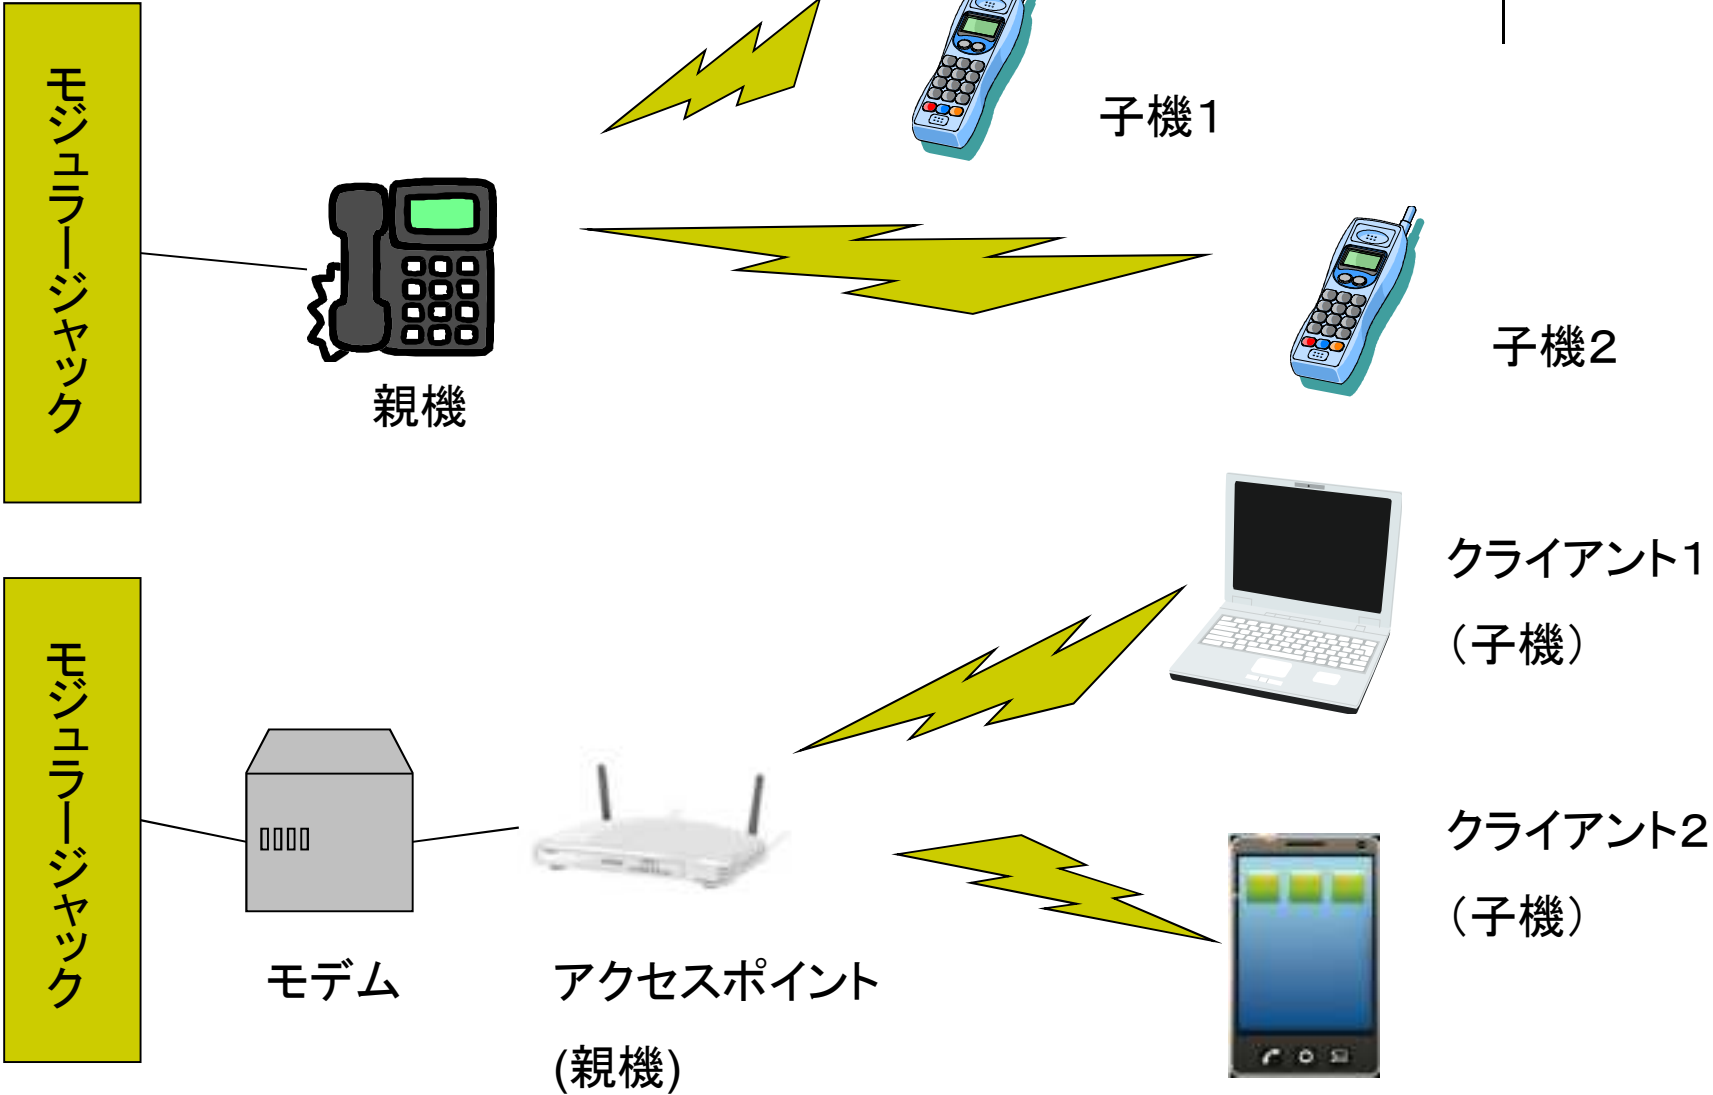 モジュラージャック
子機１
子機２
親機
クライアント１
（子機）
モジュラージャック
クライアント２
（子機）
モデム
アクセスポイント
(親機)